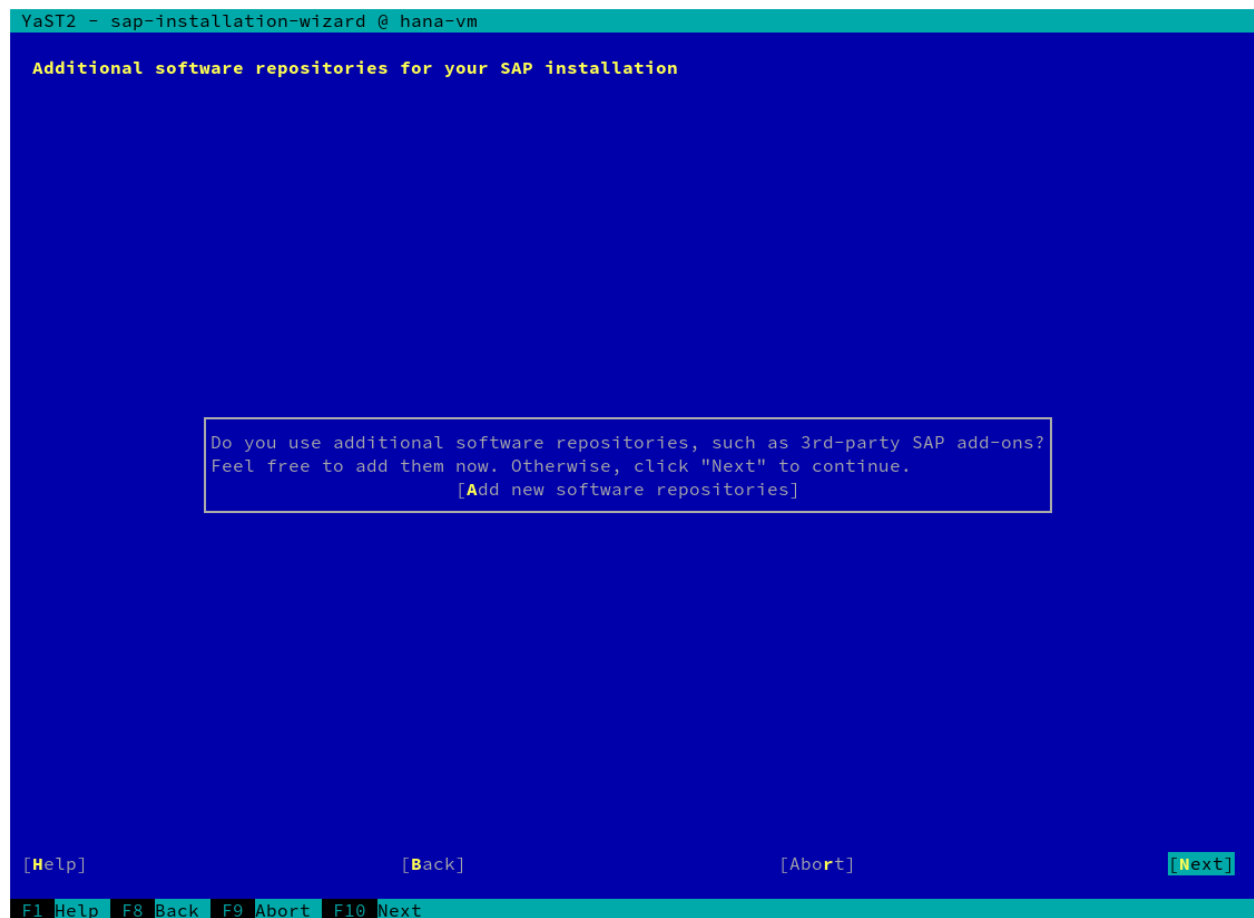 YaST2 - sap-installation-wizard @ hana-vm
Additional software repositories for your SAP installation
Do you use additional software repositories, such as 3rd-party SAP add-ons?
Feel free to add them now. Otherwise, click "Next" to continue.
[Add new software repositories]
[Help] [Back] [Abort] [Next]
F1 Help F8 Back F9 Abort F10 Next